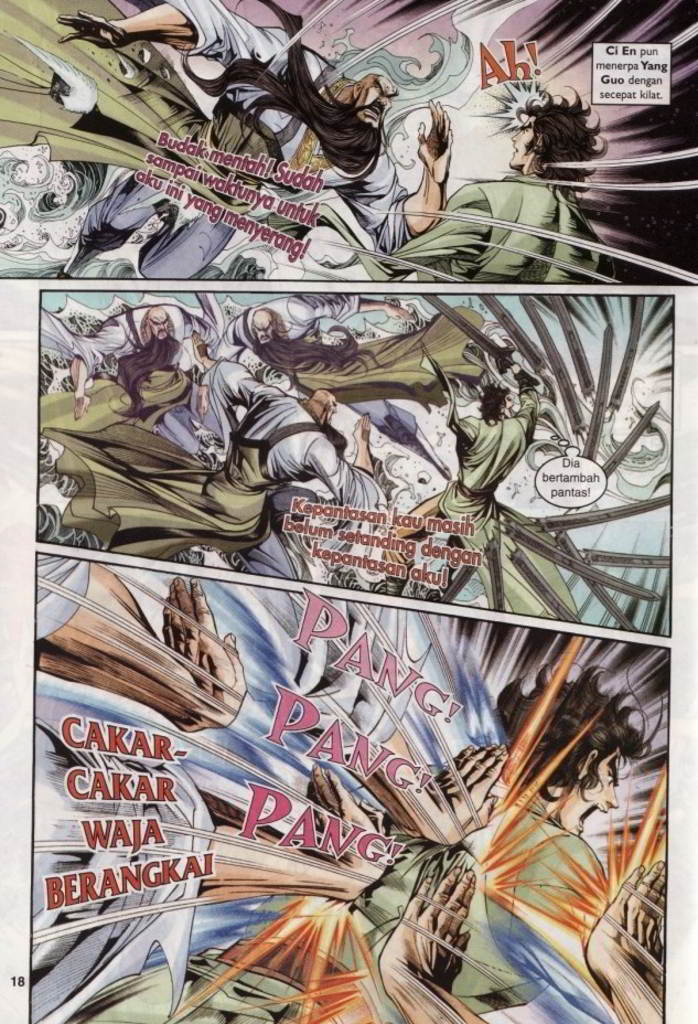 Ah!
Ci En pun
menerpa Yang
Guo dengan
secepat kilat.
Budak mentah! Sudah
sampai waktunya untuk
aku ini yang menyerang!
Dia
bertambah
pantas!
Kepantasan kau masih
belum setanding dengan
kepantasan aku!
PANG!
PANG!
PANG!
CAKAR-
CAKAR
WAJA
BERANGKAI
18